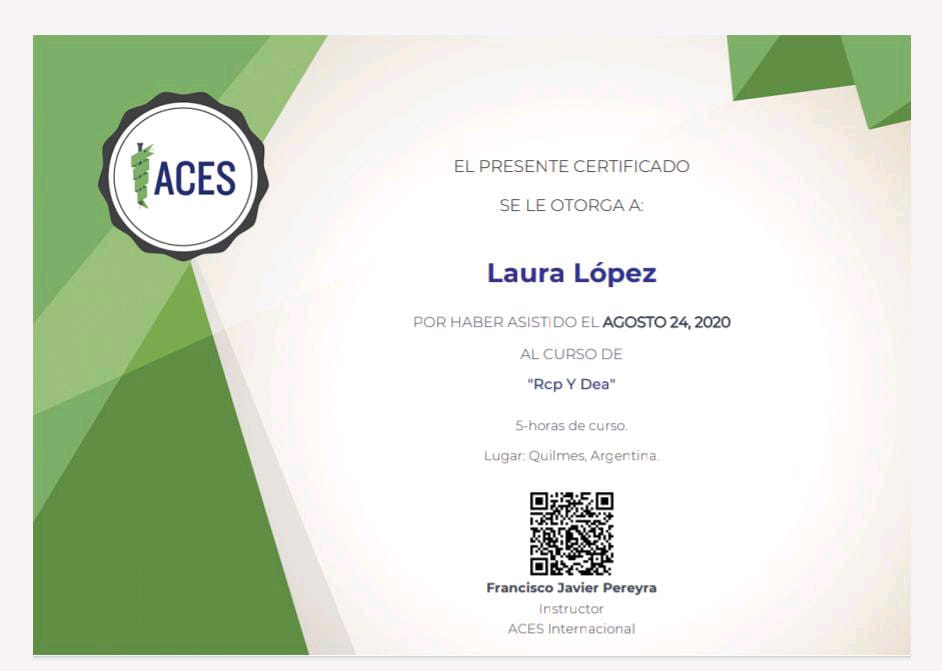 ACES
EL PRESENTE CERTIFICADO
SE LE OTORGA A:
Laura López
POR HABER ASISTIDO EL AGOSTO 24, 2020
AL CURSO DE
"Rcp Y Dea"
5-horas de curso.
Lugar: Quilmes, Argentina.
Francisco Javier Pereyra
Instructor
ACES Internacional